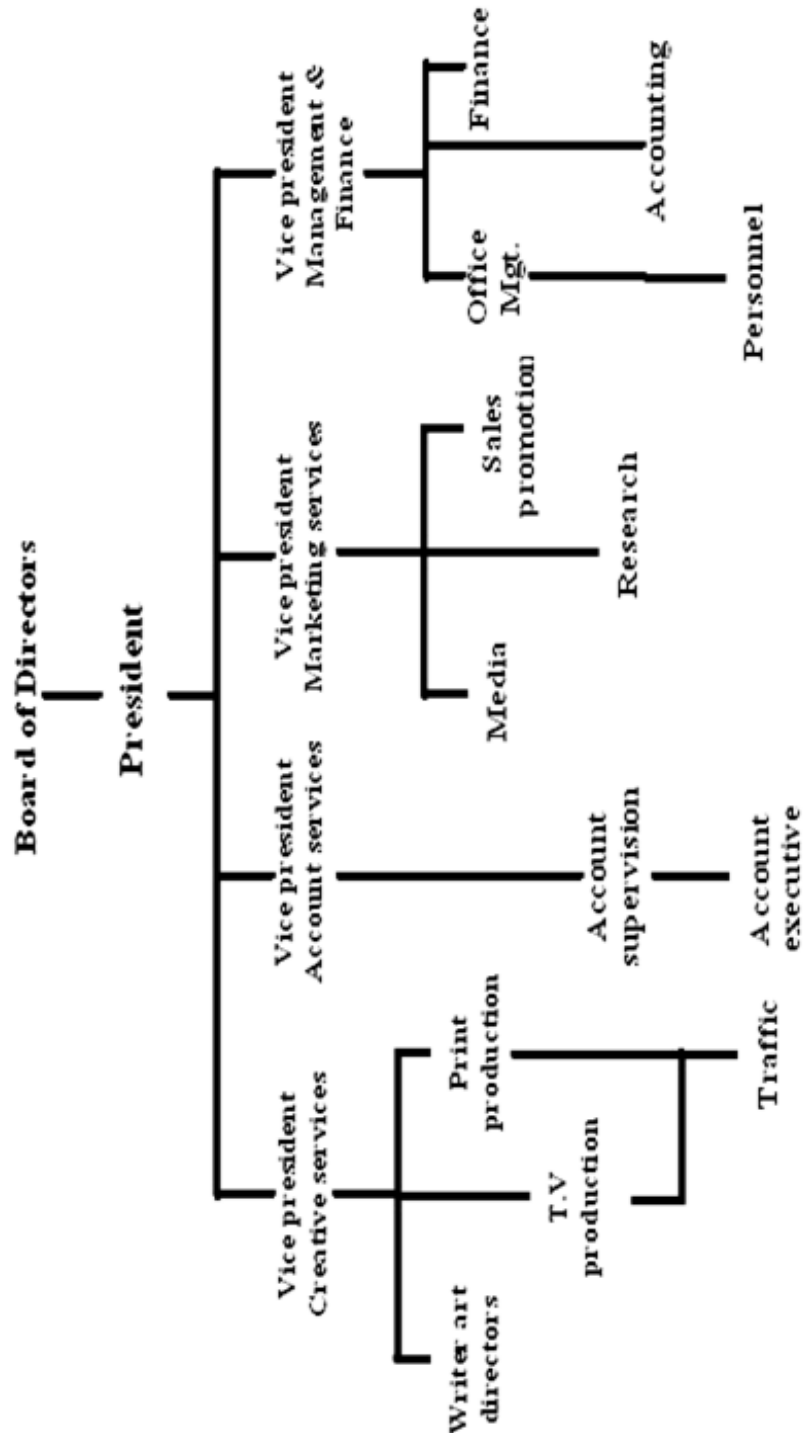 Board of Directors
President
Vice president
Creative services
Vice president
Account services
Vice president
Marketing services
Vice president
Management &
Finance
Writer art
directors
T.V
production
Print
production
Traffic
Account
supervision
Account
executive
Media
Research
Sales
promotion
Office
Mgt.
Personnel
Accounting
Finance